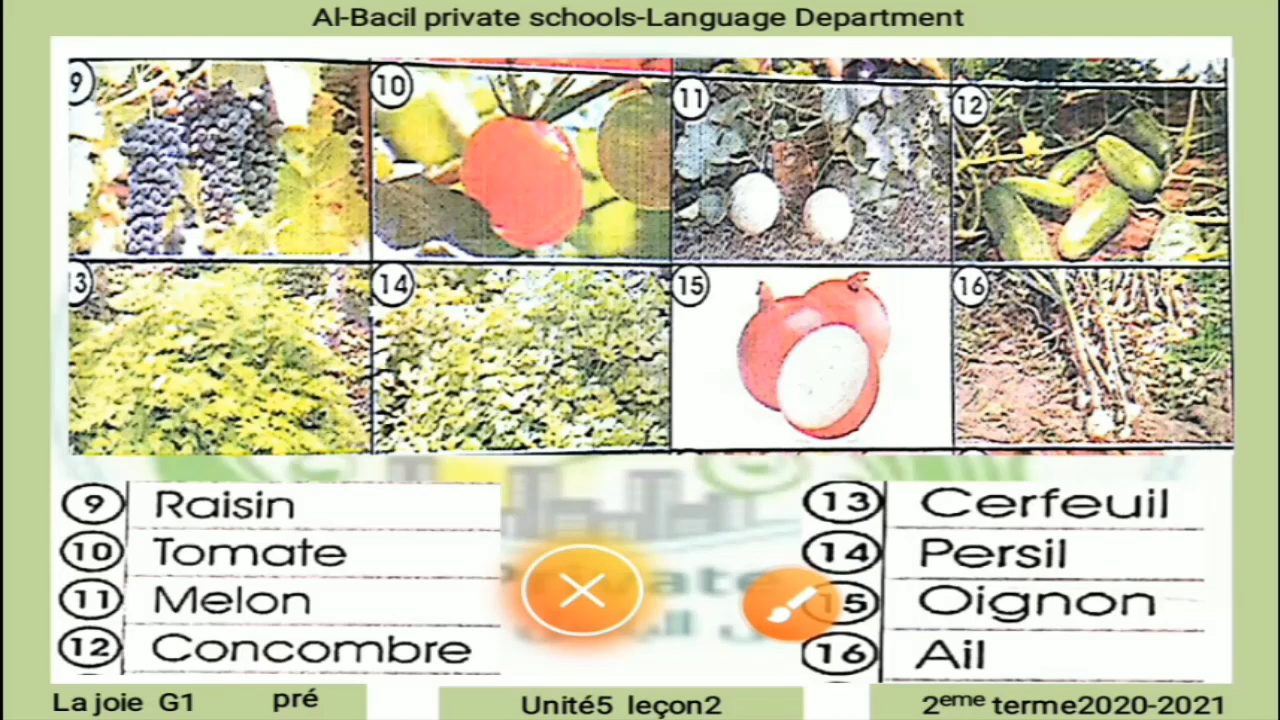 Al-Bacil private schools-Language Department
9 10 11 12
13 14 15 16
9 Raisin
10 Tomate
11 Melon
12 Concombre
13 Cerfeuil
14 Persil
15 Oignon
16 Ail
Private
La joie G1 pré
Unité5 leçon2
2eme terme2020-2021